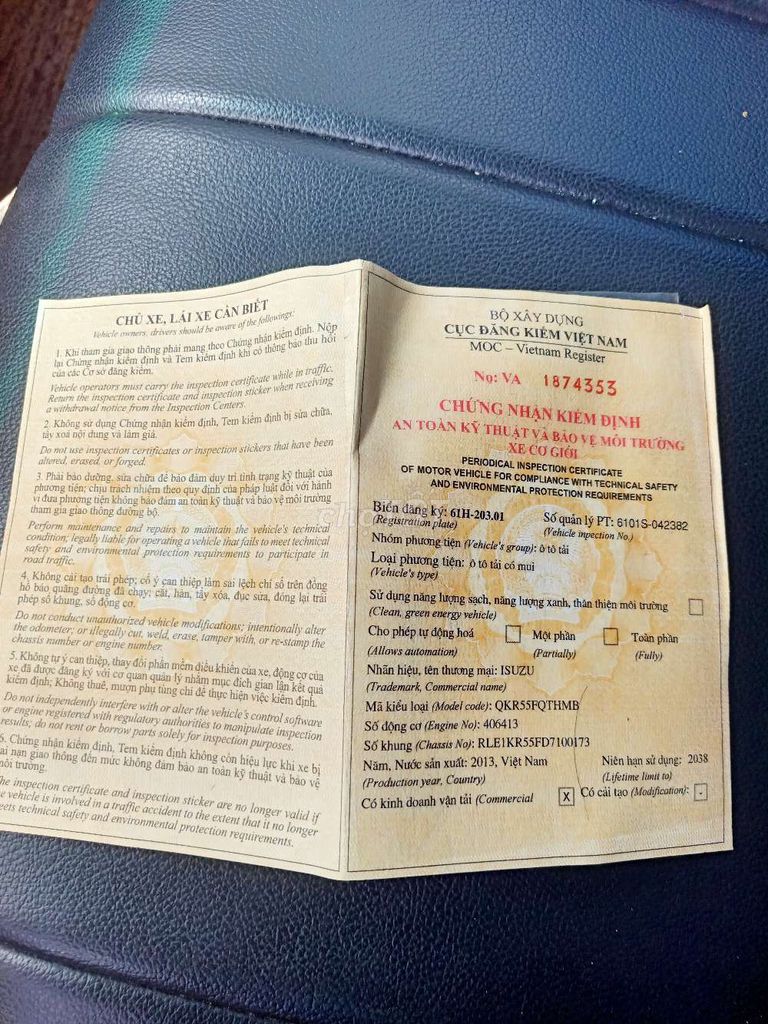 CHỦ XE, LÁI XE CẦN BIẾT
Vehicle owners, drivers should be aware of the followings:
1. Khi tham gia giao thông phải mang theo Chứng nhận kiểm định. Nộp
lại Chứng nhận kiểm định và Tem kiểm định khi có thông báo thu hồi
của các Cơ sở đăng kiểm.
Vehicle operators must carry the inspection certificate while in traffic.
Return the inspection certificate and inspection sticker when receiving
a withdrawal notice from the Inspection Centers.
2. Không sử dụng Chứng nhận kiểm định, Tem kiểm định bị sửa chữa,
tẩy xoá nội dung và làm giả.
Do not use inspection certificates or inspection stickers that have been
altered, erased, or forged.
3. Phải bảo dưỡng, sửa chữa để bảo đảm duy trì tình trạng kỹ thuật của
phương tiện; chịu trách nhiệm theo quy định của pháp luật đối với hành
vi đưa phương tiện không bảo đảm an toàn kỹ thuật và bảo vệ môi trường
tham gia giao thông đường bộ.
Perform maintenance and repairs to maintain the vehicle's technical
condition; legally liable for operating a vehicle that fails to meet technical
safety and environmental protection requirements to participate in
road traffic.
4. Không cải tạo trái phép; cố ý can thiệp làm sai lệch chỉ số trên đồng
hồ báo quãng đường đã chạy; cắt, hàn, tẩy xóa, đục sửa, đóng lại trái
phép số khung, số động cơ.
Do not conduct unauthorized vehicle modifications; intentionally alter
the odometer; or illegally cut, weld, erase, tamper with, or re-stamp the
chassis number or engine number.
5. Không tự ý can thiệp, thay đổi phần mềm điều khiển của xe, động cơ của
xe đã được đăng ký với cơ quan quản lý nhằm mục đích gian lận kết quả
kiểm định; Không thuê, mượn phụ tùng chỉ để thực hiện việc kiểm định.
Do not independently interfere with or alter the vehicle's control software
or engine registered with regulatory authorities to manipulate inspection
results; do not rent or borrow parts solely for inspection purposes.
6. Chứng nhận kiểm định, Tem kiểm định không còn hiệu lực khi xe bị
tai nạn giao thông đến mức không đảm bảo an toàn kỹ thuật và bảo vệ
môi trường.
The inspection certificate and inspection sticker are no longer valid if
the vehicle is involved in a traffic accident to the extent that it no longer
meets technical safety and environmental protection requirements.
BỘ XÂY DỰNG
CỤC ĐĂNG KIỂM VIỆT NAM
MOC – Vietnam Register
No: VA 1874353
CHỨNG NHẬN KIỂM ĐỊNH
AN TOÀN KỸ THUẬT VÀ BẢO VỆ MÔI TRƯỜNG
XE CƠ GIỚI
PERIODICAL INSPECTION CERTIFICATE
OF MOTOR VEHICLE FOR COMPLIANCE WITH TECHNICAL SAFETY
AND ENVIRONMENTAL PROTECTION REQUIREMENTS
Biển đăng ký: 61H-203.01 Số quản lý PT: 6101S-042382
(Registration plate) (Vehicle inpection No.)
Nhóm phương tiện (Vehicle's group): ô tô tải
Loại phương tiện: ô tô tải có mui
(Vehicle's type)
Sử dụng năng lượng sạch, năng lượng xanh, thân thiện môi trường
(Clean, green energy vehicle)
Cho phép tự động hoá Một phần Toàn phần
(Allows automation) (Partially) (Fully)
Nhãn hiệu, tên thương mại: ISUZU
(Trademark, Commercial name)
Mã kiểu loại (Model code): QKR55FQTHMB
Số động cơ (Engine No): 406413
Số khung (Chassis No): RLE1KR55FD7100173
Năm, Nước sản xuất: 2013, Việt Nam Niên hạn sử dụng: 2038
(Production year, Country) (Lifetime limit to)
Có kinh doanh vận tải (Commercial X Có cải tạo (Modification): -